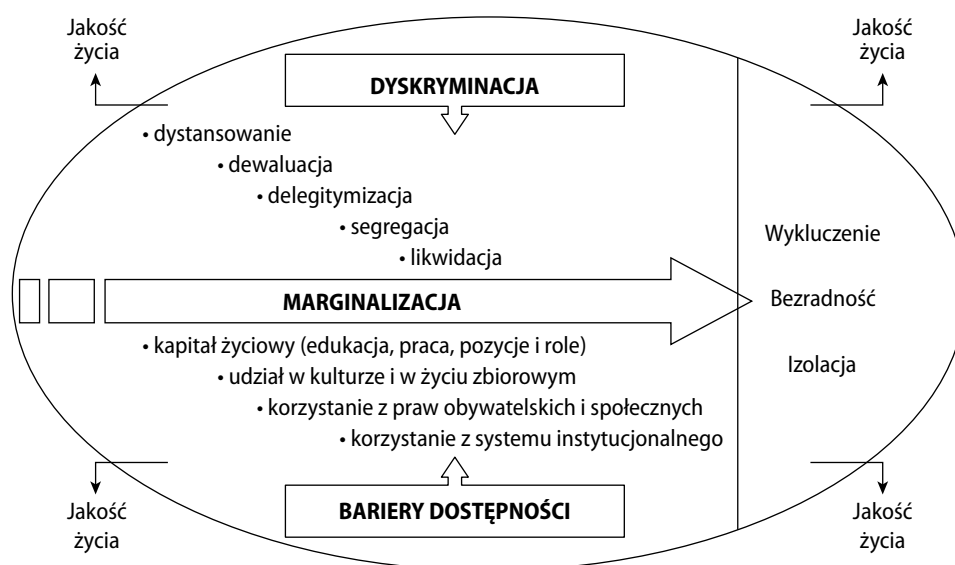 Jakość
życia
Jakość
życia
DYSKRYMINACJA
• dystansowanie
• dewaluacja
• delegitymizacja
• segregacja
• likwidacja
Wykluczenie
MARGINALIZACJA
Bezradność
• kapitał życiowy (edukacja, praca, pozycje i role)
• udział w kulturze i w życiu zbiorowym
Izolacja
• korzystanie z praw obywatelskich i społecznych
• korzystanie z systemu instytucjonalnego
BARIERY DOSTĘPNOŚCI
Jakość
życia
Jakość
życia